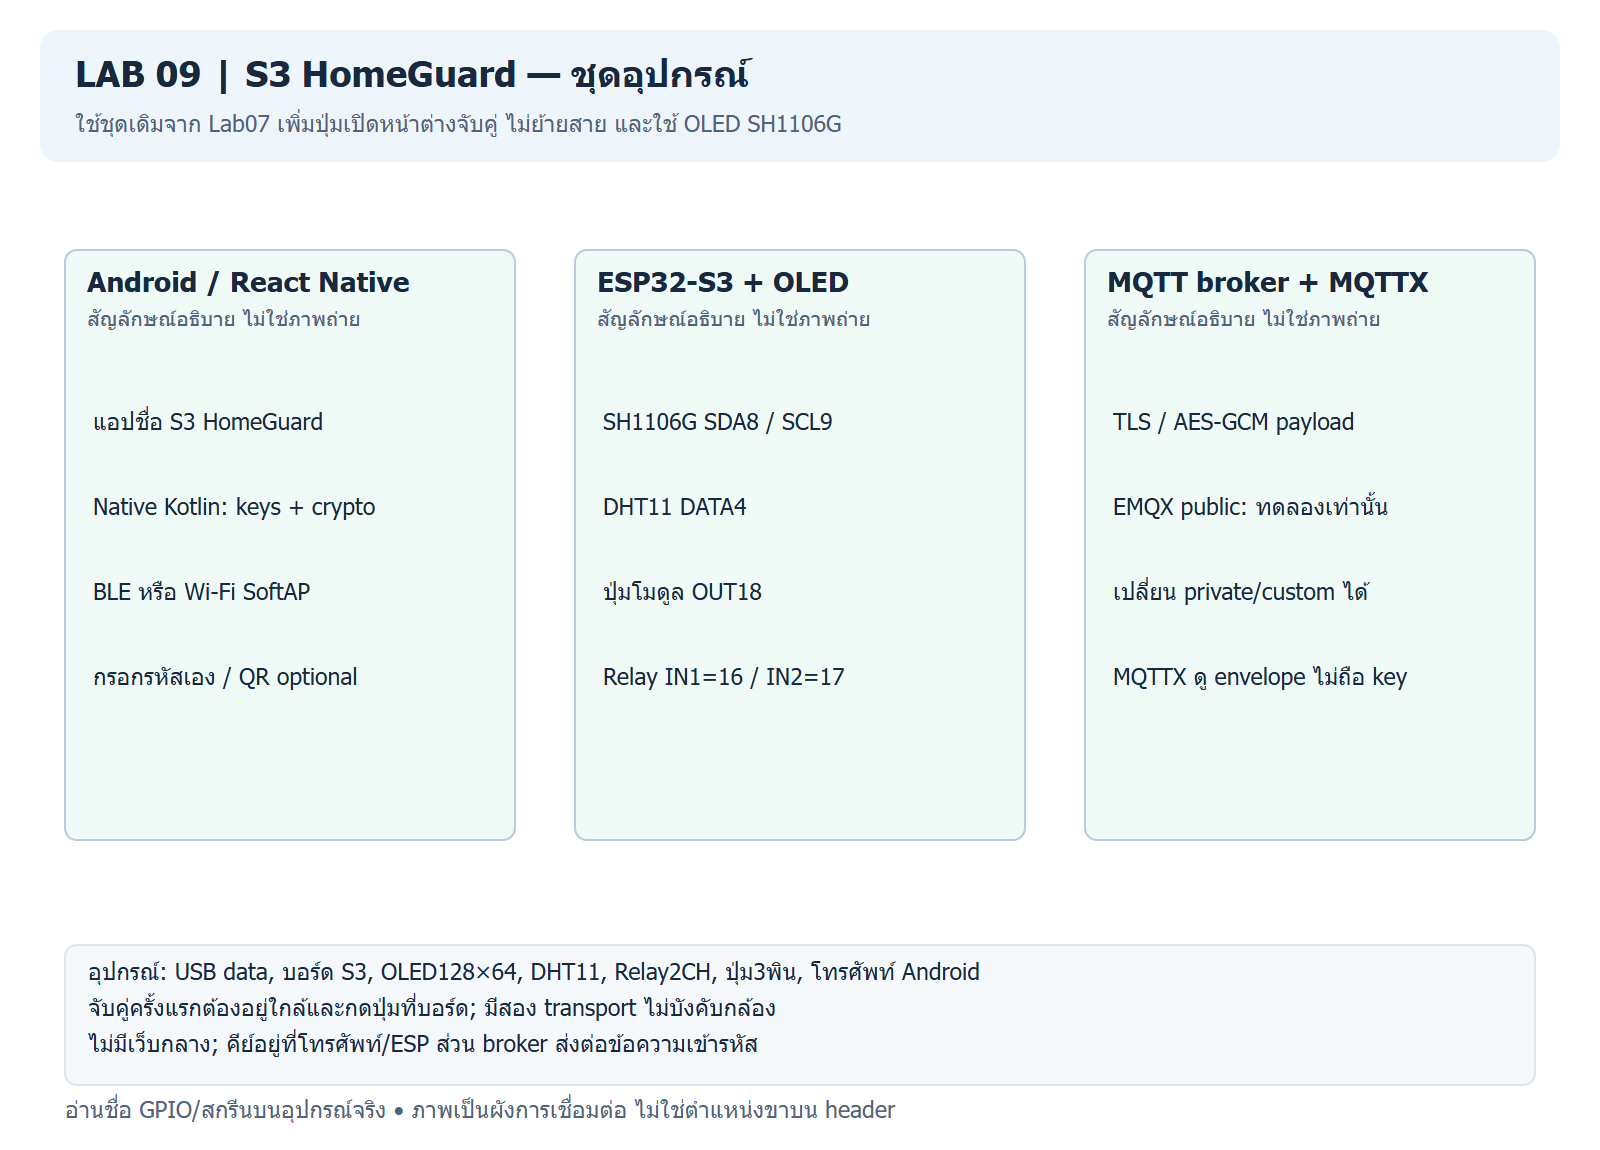 LAB 09 | S3 HomeGuard — ชุดอุปกรณ์
ใช้ชุดเดิมจาก Lab07 เพิ่มปุ่มเปิดหน้าต่างจับคู่ ไม่ย้ายสาย และใช้ OLED SH1106G
Android / React Native
สัญลักษณ์อธิบาย ไม่ใช่ภาพถ่าย
แอปชื่อ S3 HomeGuard
Native Kotlin: keys + crypto
BLE หรือ Wi-Fi SoftAP
กรอกรหัสเอง / QR optional
ESP32-S3 + OLED
สัญลักษณ์อธิบาย ไม่ใช่ภาพถ่าย
SH1106G SDA8 / SCL9
DHT11 DATA4
ปุ่มโมดูล OUT18
Relay IN1=16 / IN2=17
MQTT broker + MQTTX
สัญลักษณ์อธิบาย ไม่ใช่ภาพถ่าย
TLS / AES-GCM payload
EMQX public: ทดลองเท่านั้น
เปลี่ยน private/custom ได้
MQTTX ดู envelope ไม่ถือ key
อุปกรณ์: USB data, บอร์ด S3, OLED128×64, DHT11, Relay2CH, ปุ่ม3พิน, โทรศัพท์ Android
จับคู่ครั้งแรกต้องอยู่ใกล้และกดปุ่มที่บอร์ด; มีสอง transport ไม่บังคับกล้อง
ไม่มีเว็บกลาง; คีย์อยู่ที่โทรศัพท์/ESP ส่วน broker ส่งต่อข้อความเข้ารหัส
อ่านชื่อ GPIO/สกรีนบนอุปกรณ์จริง • ภาพเป็นผังการเชื่อมต่อ ไม่ใช่ตำแหน่งขาบน header